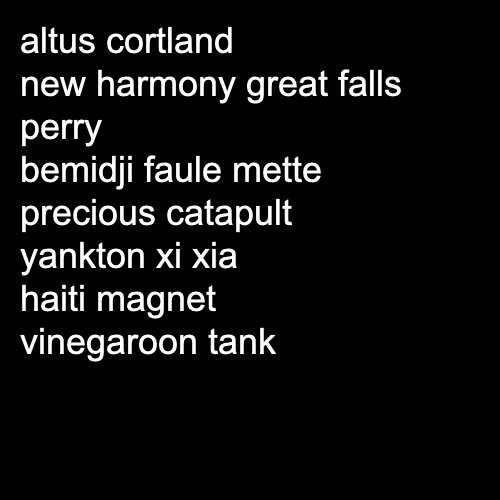 altus cortland
new harmony great falls
perry
bemidji faule mette
precious catapult
yankton xi xia
haiti magnet
vinegaroon tank